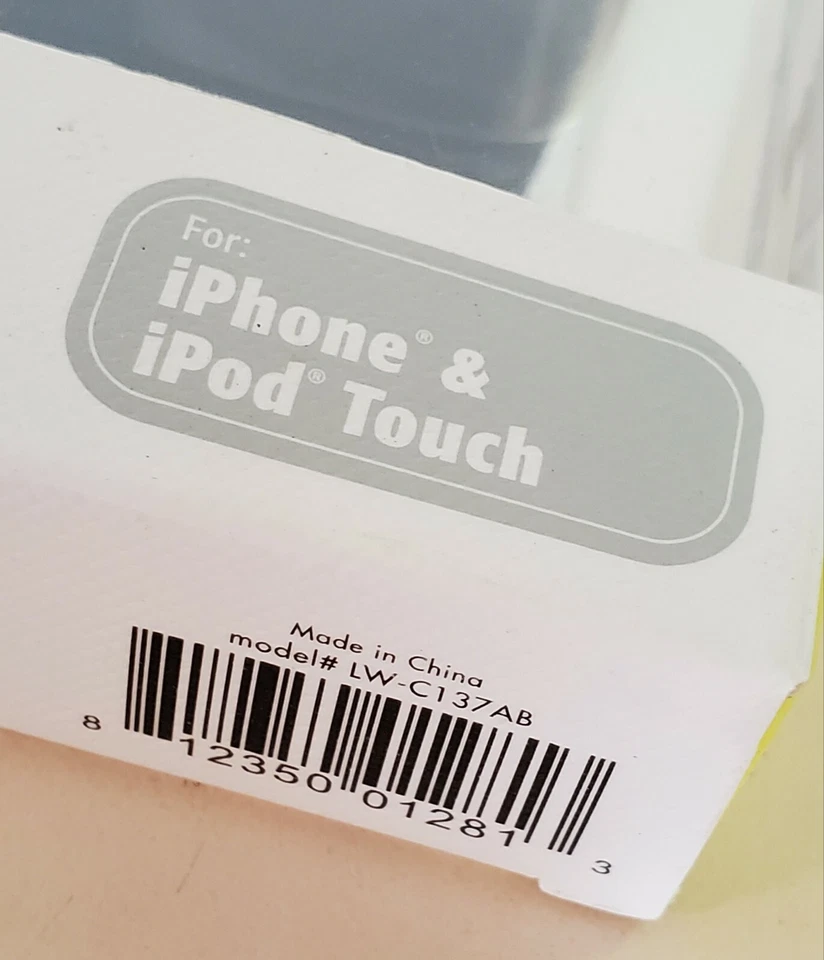 For:
iPhone® &
iPod® Touch
Made in China
model# LW-C137AB
8 12350 01281 3